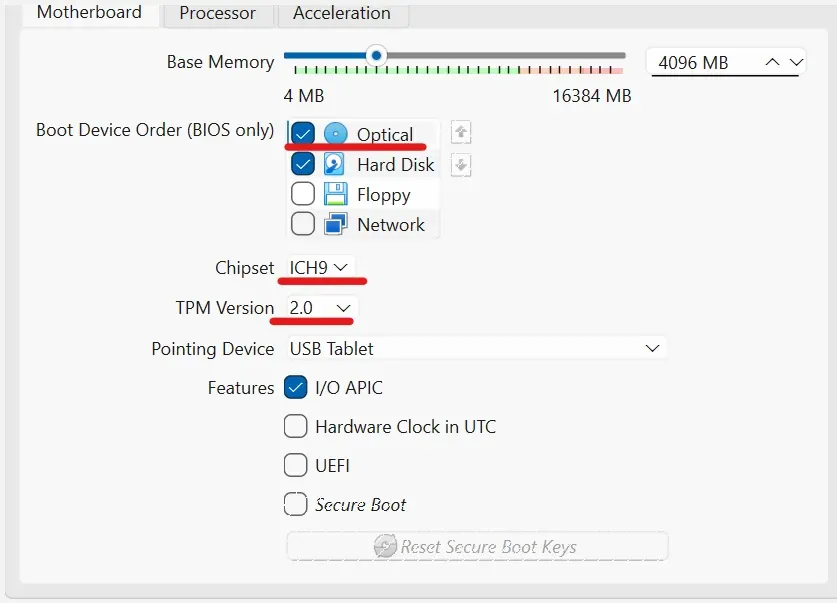 Motherboard Processor Acceleration
Base Memory 4096 MB
4 MB 16384 MB
Boot Device Order (BIOS only) Optical
Hard Disk
Floppy
Network
Chipset ICH9
TPM Version 2.0
Pointing Device USB Tablet
Features I/O APIC
Hardware Clock in UTC
UEFI
Secure Boot
Reset Secure Boot Keys